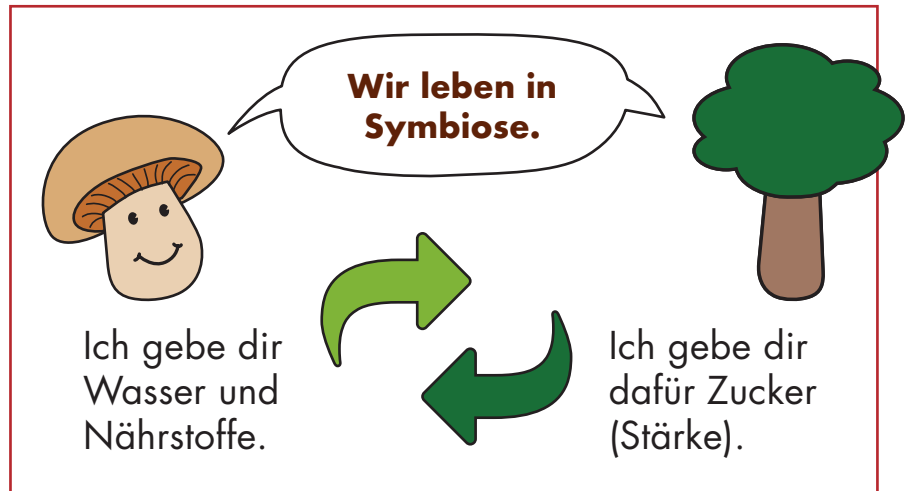 Wir leben in
Symbiose.
Ich gebe dir
Wasser und
Nährstoffe.
Ich gebe dir
dafür Zucker
(Stärke).